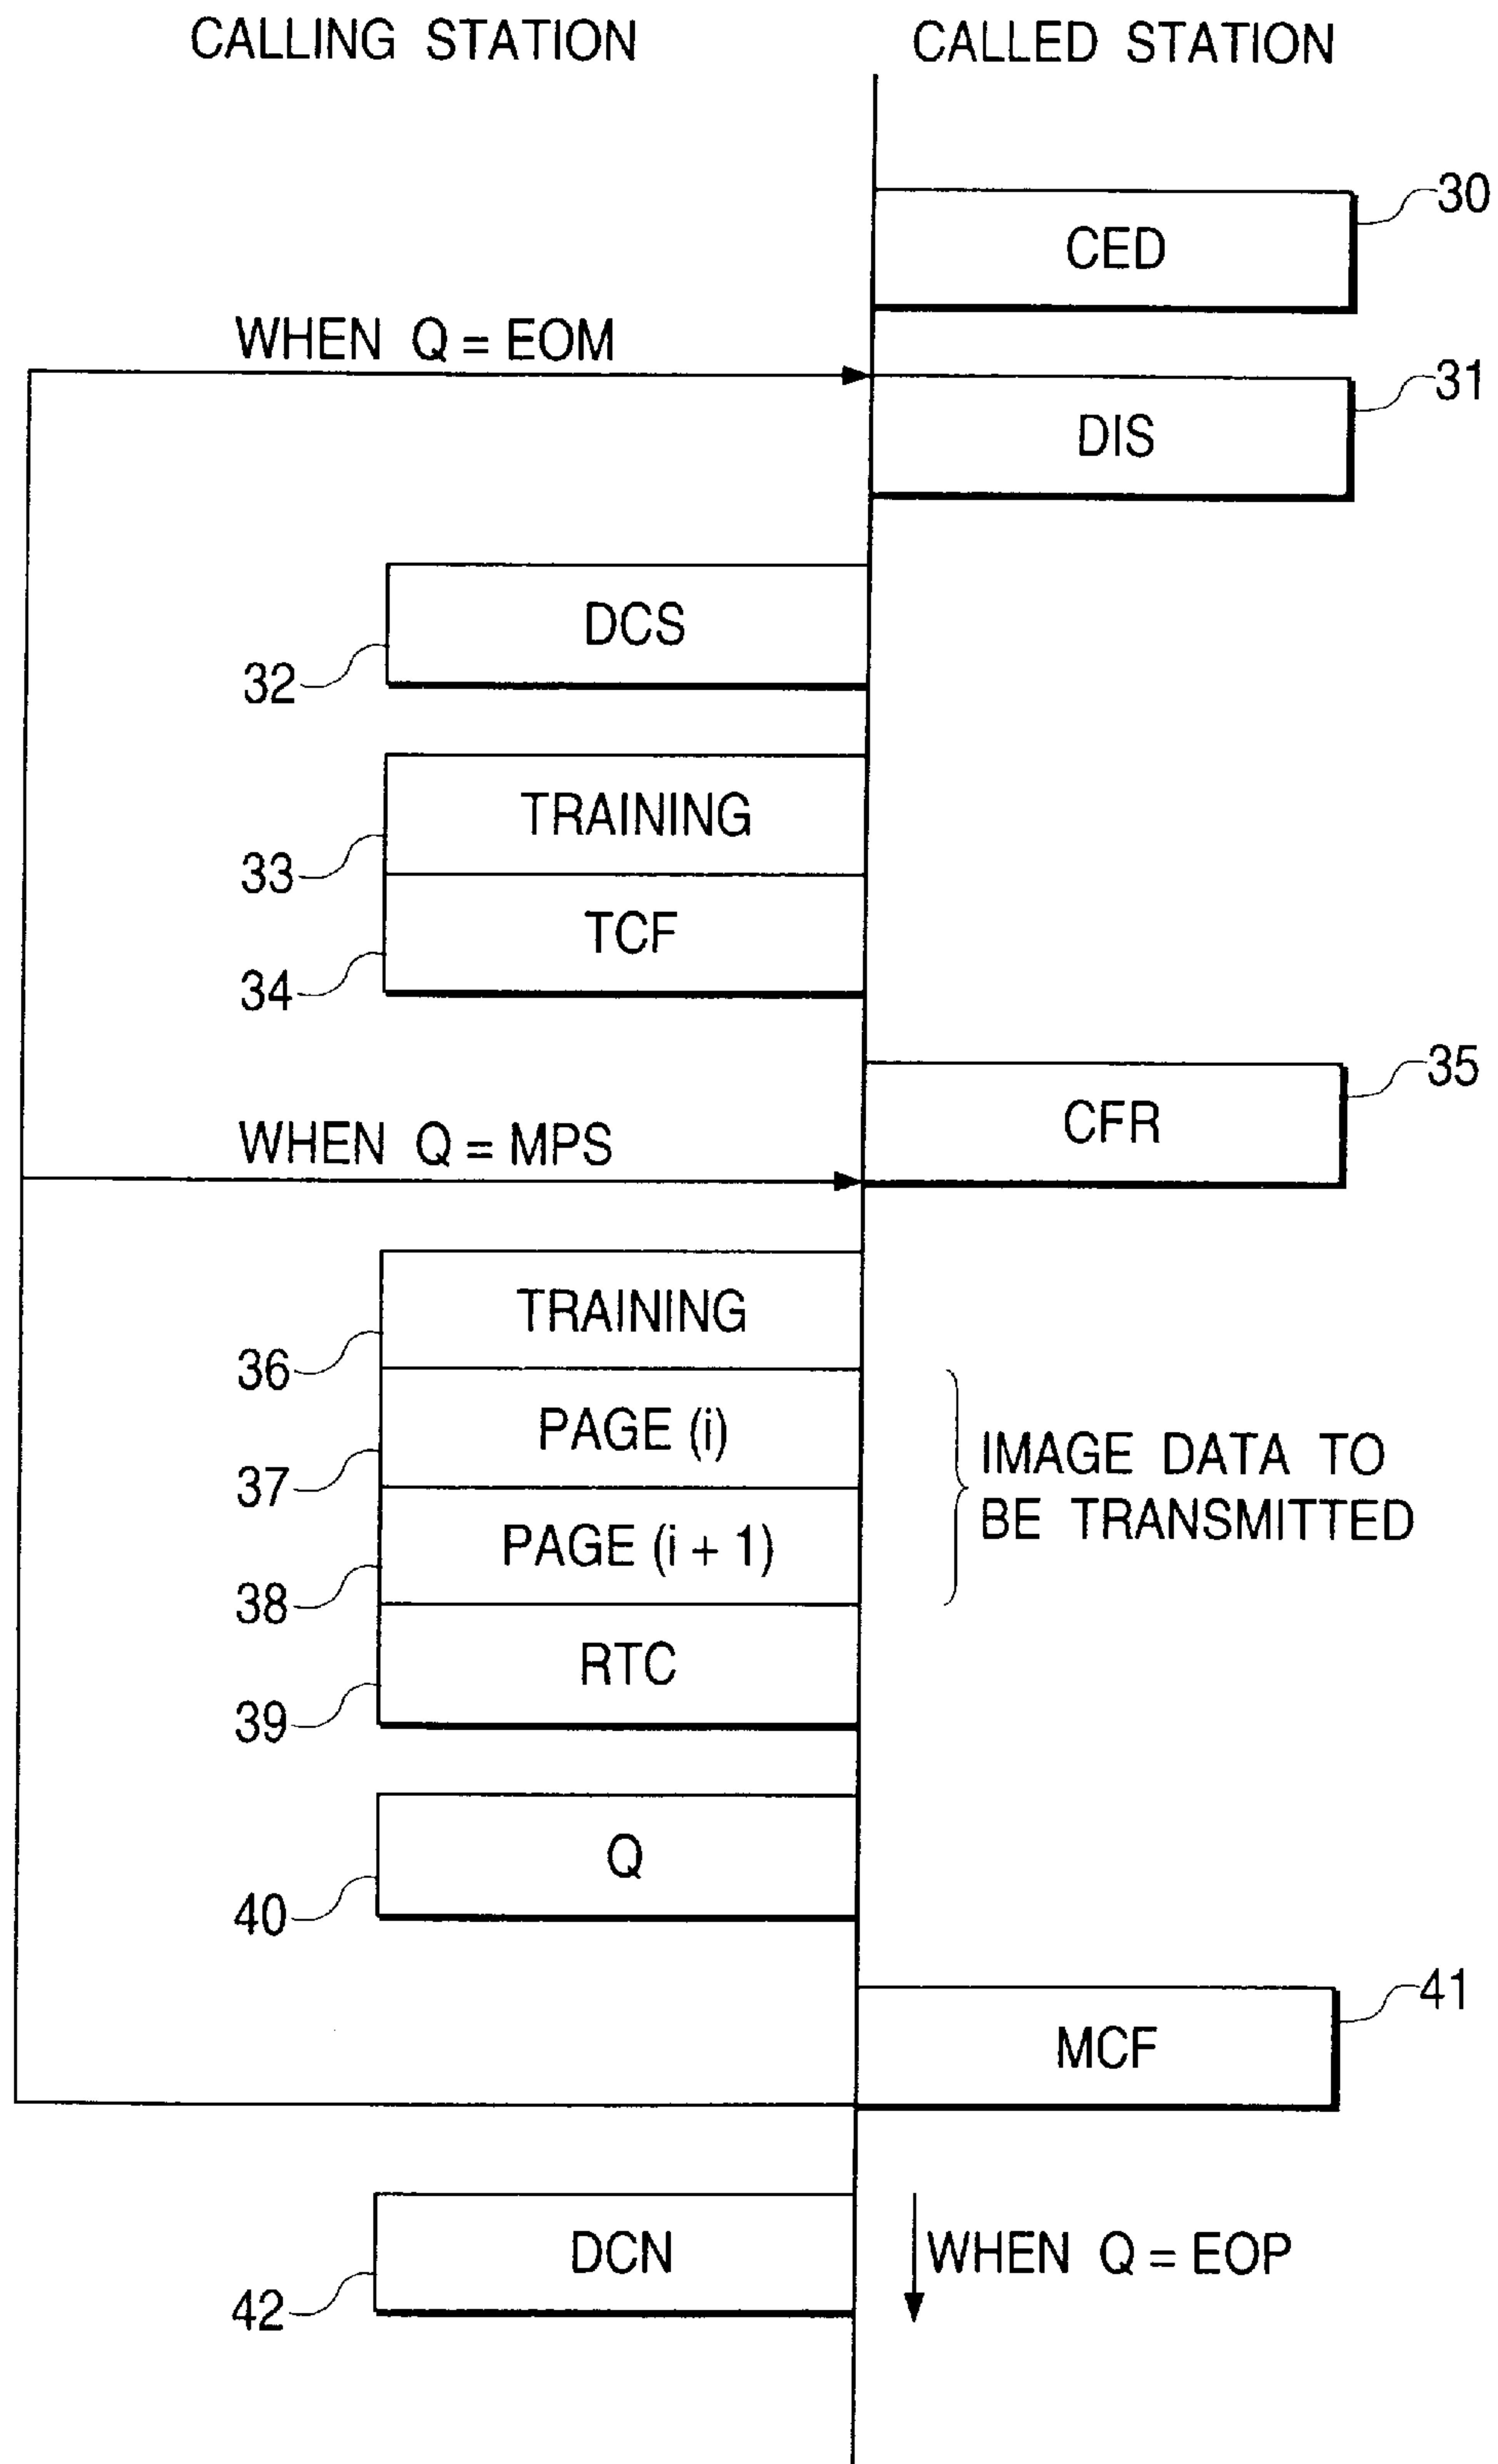 CALLING STATION
CALLED STATION
30
CED
WHEN Q = EOM
31
DIS
DCS
32
TRAINING
33
TCF
34
35
CFR
WHEN Q = MPS
TRAINING
36
PAGE (i)
37
IMAGE DATA TO
BE TRANSMITTED
PAGE (i + 1)
38
RTC
39
Q
40
41
MCF
DCN
WHEN Q = EOP
42